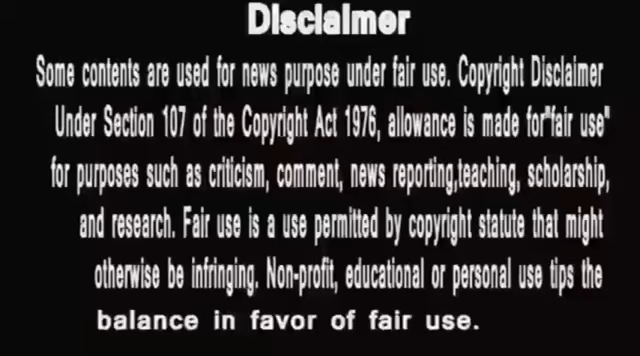 Disclaimer
Some contents are used for news purpose under fair use. Copyright Disclaimer
Under Section 107 of the Copyright Act 1976, allowance is made for"fair use"
for purposes such as criticism, comment, news reporting,teaching, scholarship,
and research. Fair use is a use permitted by copyright statute that might
otherwise be infringing. Non-profit, educational or personal use tips the
balance in favor of fair use.